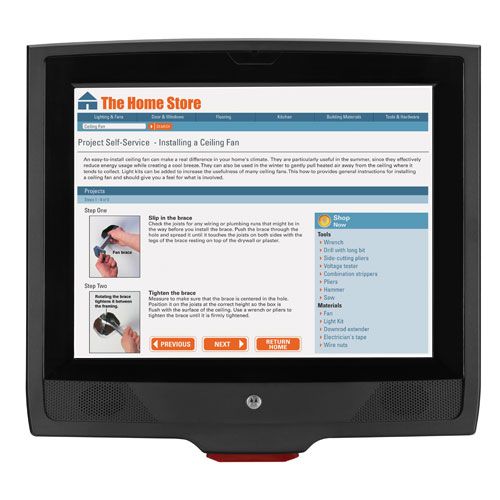 The Home Store
Lighting & Fans Door & Windows Flooring Kitchen Building Materials Tools & Hardware
Ceiling Fan SEARCH
Project Self-Service - Installing a Ceiling Fan
An easy-to-install ceiling fan can make a real difference in your home's climate. They are particularly useful in the summer, since they effectively
reduce energy usage while creating a cool breeze. They can also be used in the winter to gently pull heated air away from the ceiling where it
tends to collect. Light kits can be added to increase the usefulness of many ceiling fans. This how-to provides general instructions for installing
a ceiling fan and should give you a feel for what is involved.
Projects
Steps 1 - 6 of 8
Step One
Fan brace
Slip in the brace
Check the joists for any wiring or plumbing runs that might be in
the way before you install the brace. Push the brace through the
hole and spread it until it touches the joists on both sides with the
legs of the brace resting on top of the drywall or plaster.
Step Two
Rotating the brace
tightens it between
the framing.
Tighten the brace
Measure to make sure that the brace is centered in the hole.
Position it on the joists at the correct height so the box is
flush with the surface of the ceiling. Use a wrench or pliers to
tighten the brace until it is firmly tightened.
PREVIOUS NEXT RETURN
HOME
Shop
Now
Tools
Wrench
Drill with long bit
Side-cutting pliers
Voltage tester
Combination strippers
Pliers
Hammer
Saw
Materials
Fan
Light Kit
Downrod extender
Electrician's tape
Wire nuts